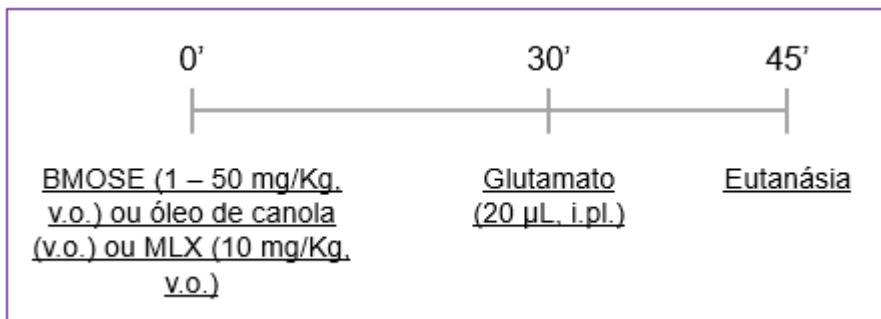 0' 30' 45'
BMOSE (1 – 50 mg/Kg,
v.o.) ou óleo de canola
(v.o.) ou MLX (10 mg/Kg,
v.o.)
Glutamato
(20 µL, i.pl.)
Eutanásia